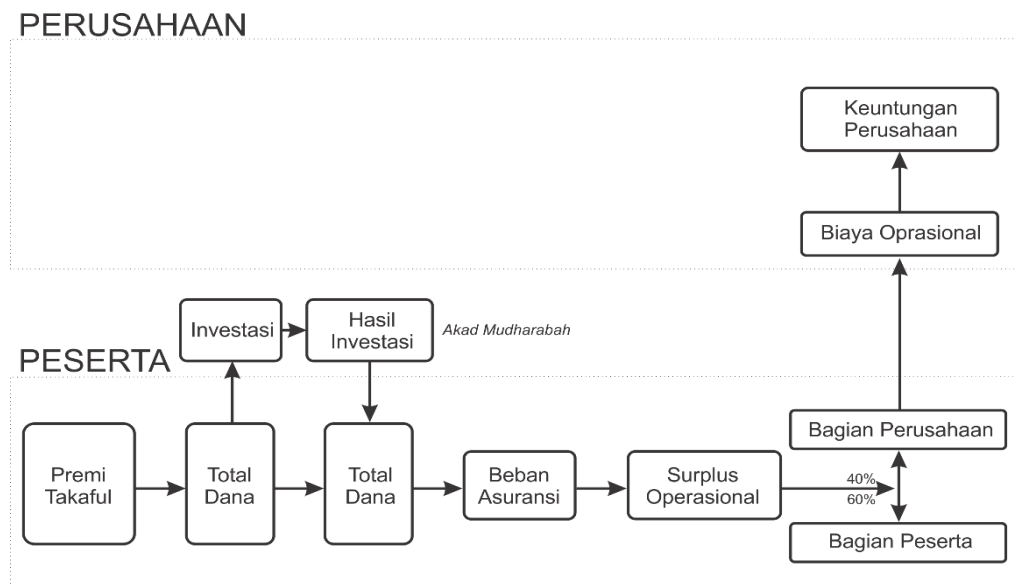 PERUSAHAAN
Keuntungan
Perusahaan
Biaya Oprasional
Investasi
Hasil
Investasi
Akad Mudharabah
PESERTA
Premi
Takaful
Total
Dana
Total
Dana
Beban
Asuransi
Surplus
Operasional
40%
60%
Bagian Perusahaan
Bagian Peserta